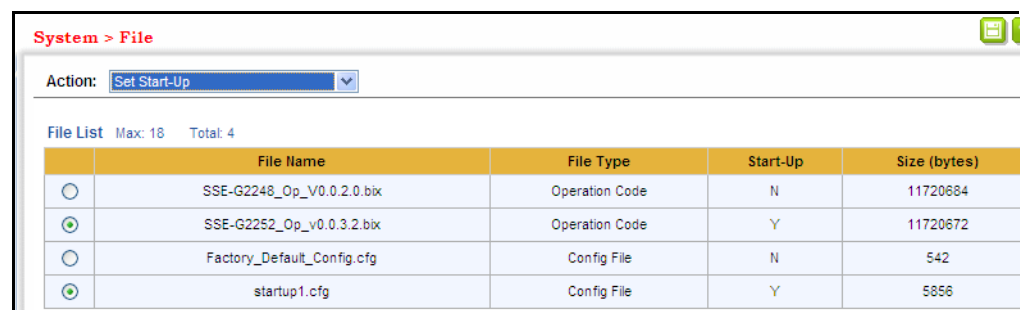 System > File
Action: Set Start-Up
File List Max: 18 Total: 4
File Name File Type Start-Up Size (bytes)
SSE-G2248_Op_V0.0.2.0.bix Operation Code N 11720684
SSE-G2252_Op_v0.0.3.2.bix Operation Code Y 11720672
Factory_Default_Config.cfg Config File N 542
startup1.cfg Config File Y 5856